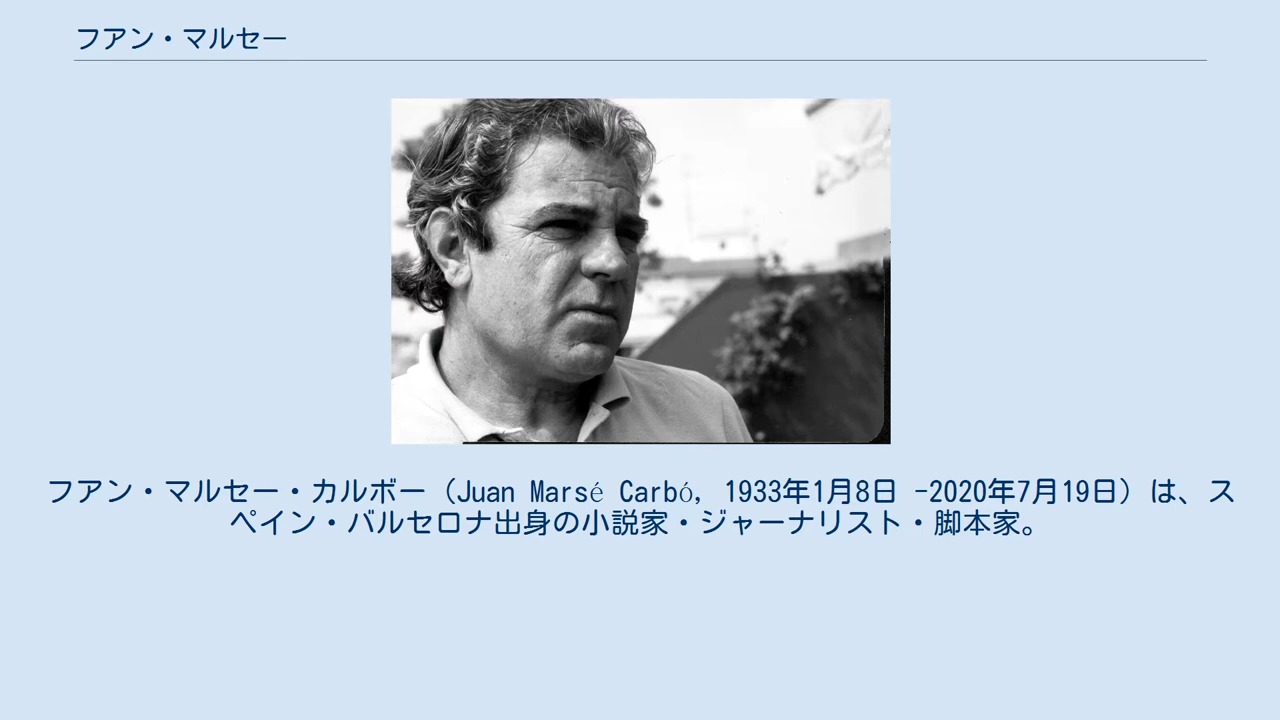 フアン・マルセー
フアン・マルセー・カルボー（Juan Marsé Carbó, 1933年1月8日 -2020年7月19日）は、ス
ペイン・バルセロナ出身の小説家・ジャーナリスト・脚本家。